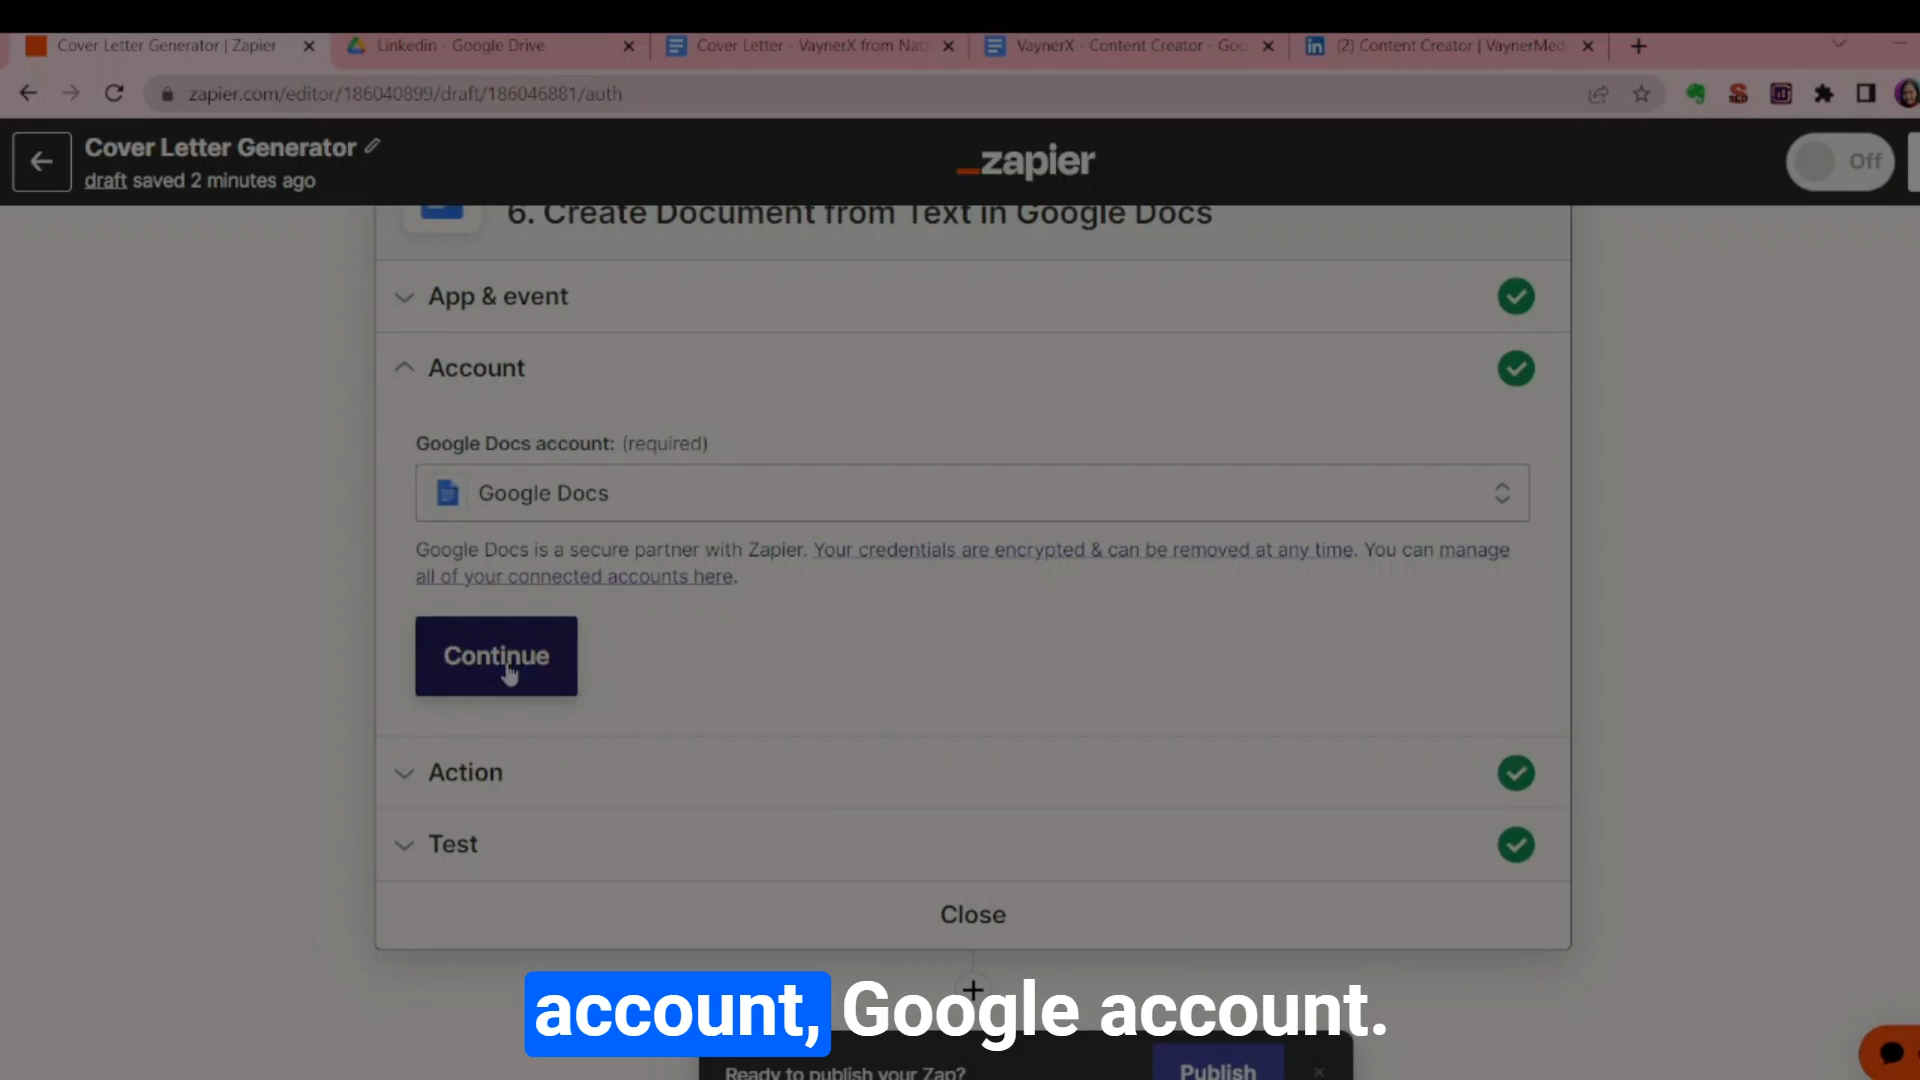 Cover Letter Generator | Zapier
Linkedin - Google Drive
Cover Letter - VaynerX from Nat
VaynerX - Content Creator - Goo
(2) Content Creator | VaynerMed
zapier.com/editor/186040899/draft/186046881/auth
Cover Letter Generator
draft saved 2 minutes ago
zapier
Off
6. Create Document from Text in Google Docs
App & event
Account
Google Docs account: (required)
Google Docs
Google Docs is a secure partner with Zapier. Your credentials are encrypted & can be removed at any time. You can manage
all of your connected accounts here.
Continue
Action
Test
Close
account, Google account.
Ready to publish your Zap?
Publish